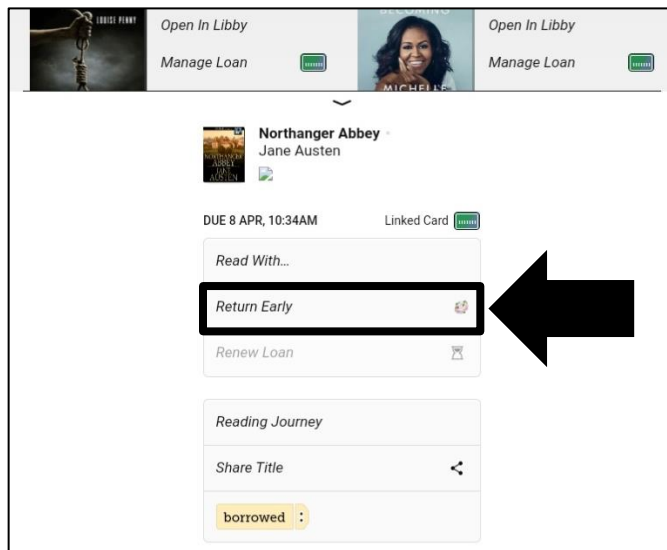 LOUISE PENNY
Open In Libby
Manage Loan
BECOMING
MICHELLE
Open In Libby
Manage Loan
Northanger Abbey
Jane Austen
NORTHANGER
ABBEY
JANE
AUSTEN
DUE 8 APR, 10:34AM
Linked Card
Read With...
Return Early
Renew Loan
Reading Journey
Share Title
borrowed